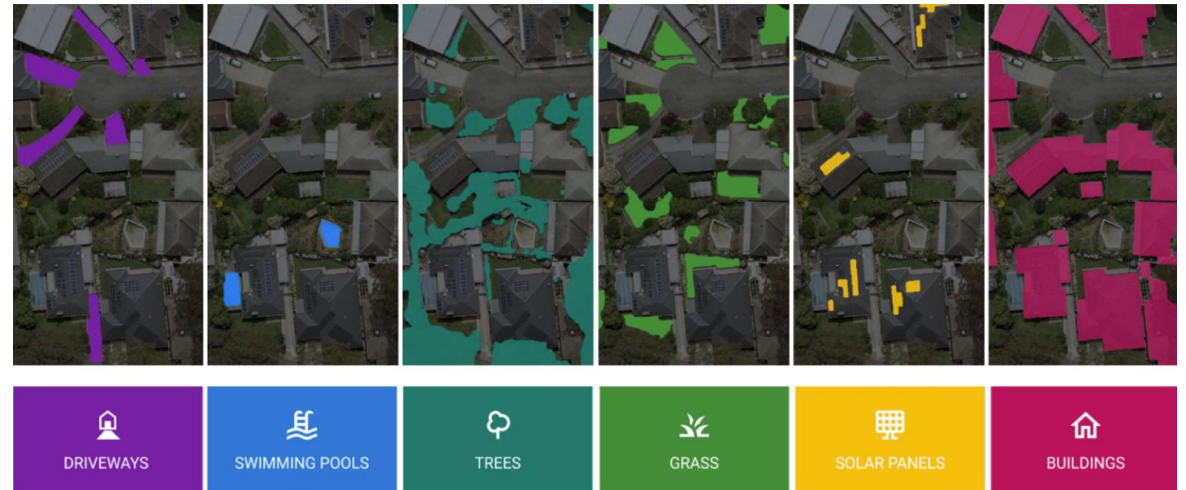 DRIVEWAYS
SWIMMING POOLS
TREES
GRASS
SOLAR PANELS
BUILDINGS